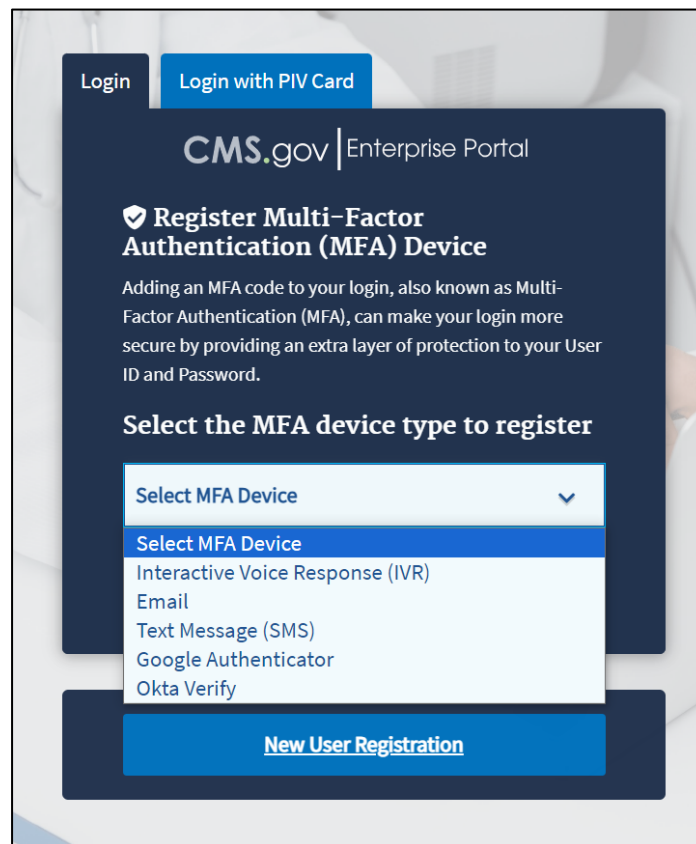 Login
Login with PIV Card
CMS.gov Enterprise Portal
Register Multi-Factor
Authentication (MFA) Device
Adding an MFA code to your login, also known as Multi-
Factor Authentication (MFA), can make your login more
secure by providing an extra layer of protection to your User
ID and Password.
Select the MFA device type to register
Select MFA Device
Select MFA Device
Interactive Voice Response (IVR)
Email
Text Message (SMS)
Google Authenticator
Okta Verify
New User Registration